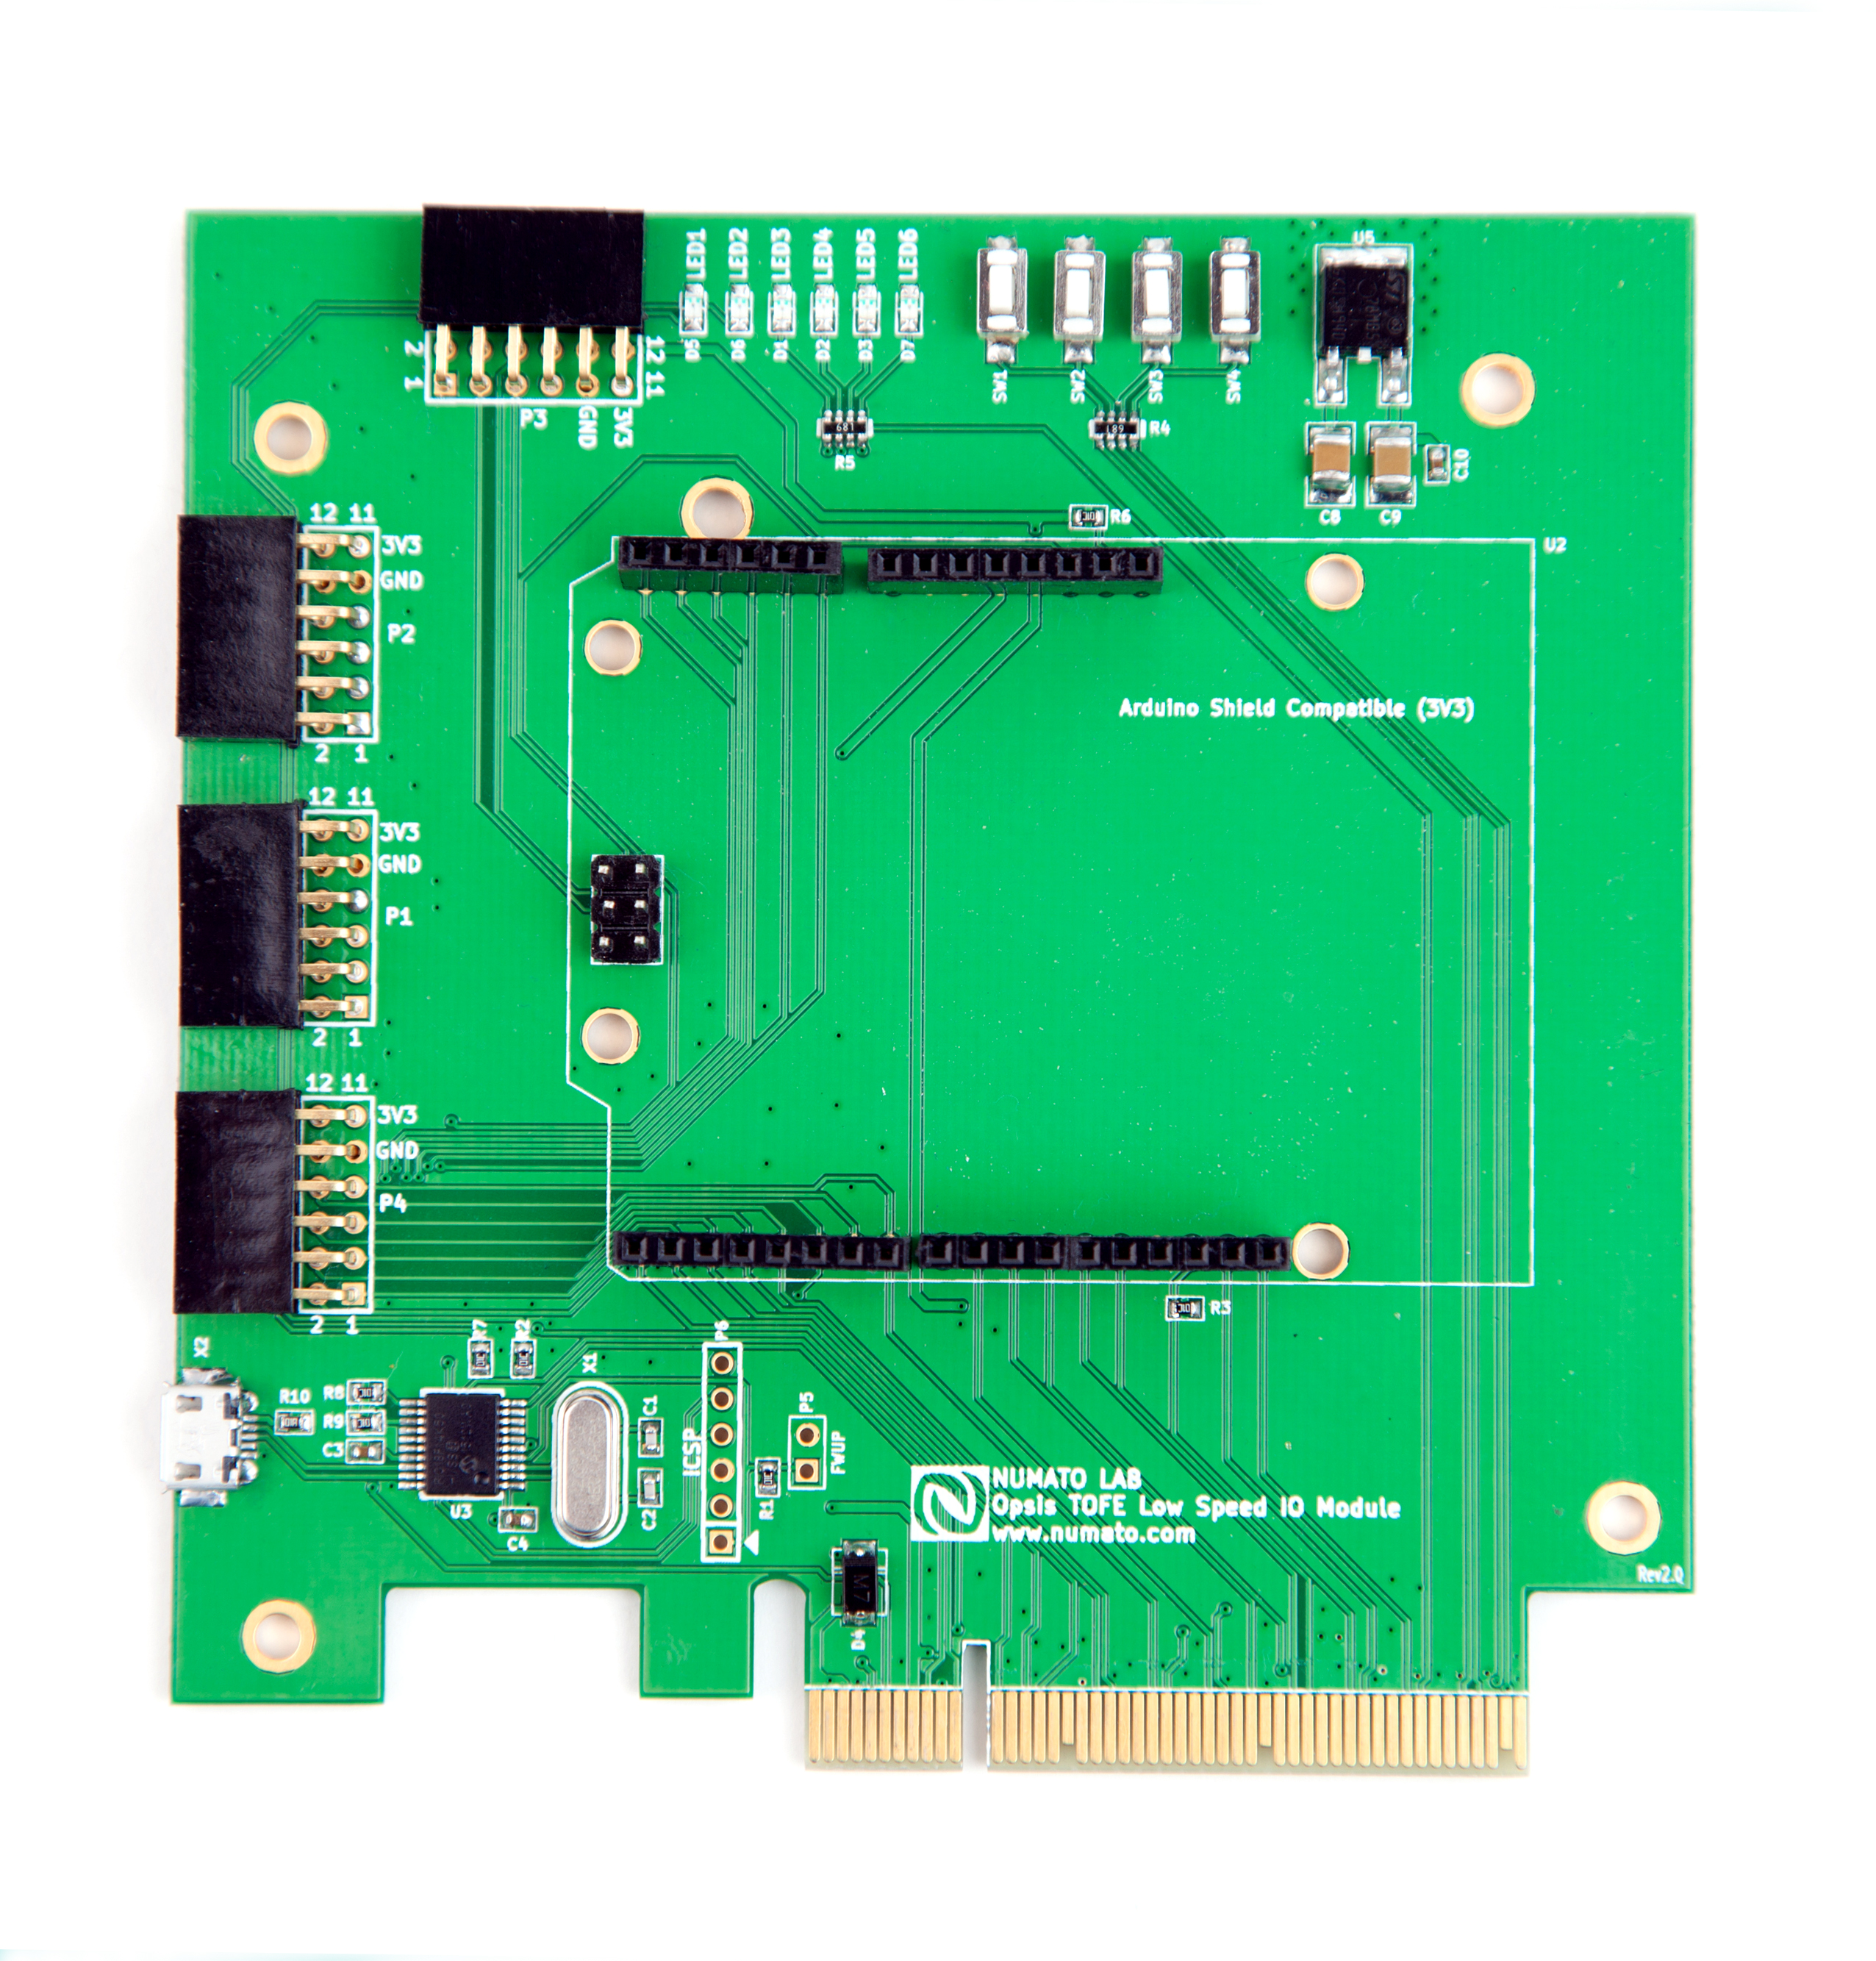 LED1
LED2
LED3
LED4
LED5
LED6
U5
2
1
12
11
P3
GND
3V3
D5
D6
D1
D2
D3
D7
SW1
SW2
SW3
SW4
681
R5
R4
C8
C9
C10
R6
U2
12 11
3V3
GND
P2
2 1
Arduino Shield Compatible (3V3)
12 11
3V3
GND
P1
2 1
12 11
3V3
GND
P4
2 1
R3
X2
R7
R2
X1
P6
R10
R8
R9
C3
C1
C2
U3
C4
ICSP
R1
P5
FWUP
NUMATO LAB
Opsis TOFE Low Speed IO Module
www.numato.com
M7
D4
Rev2.0